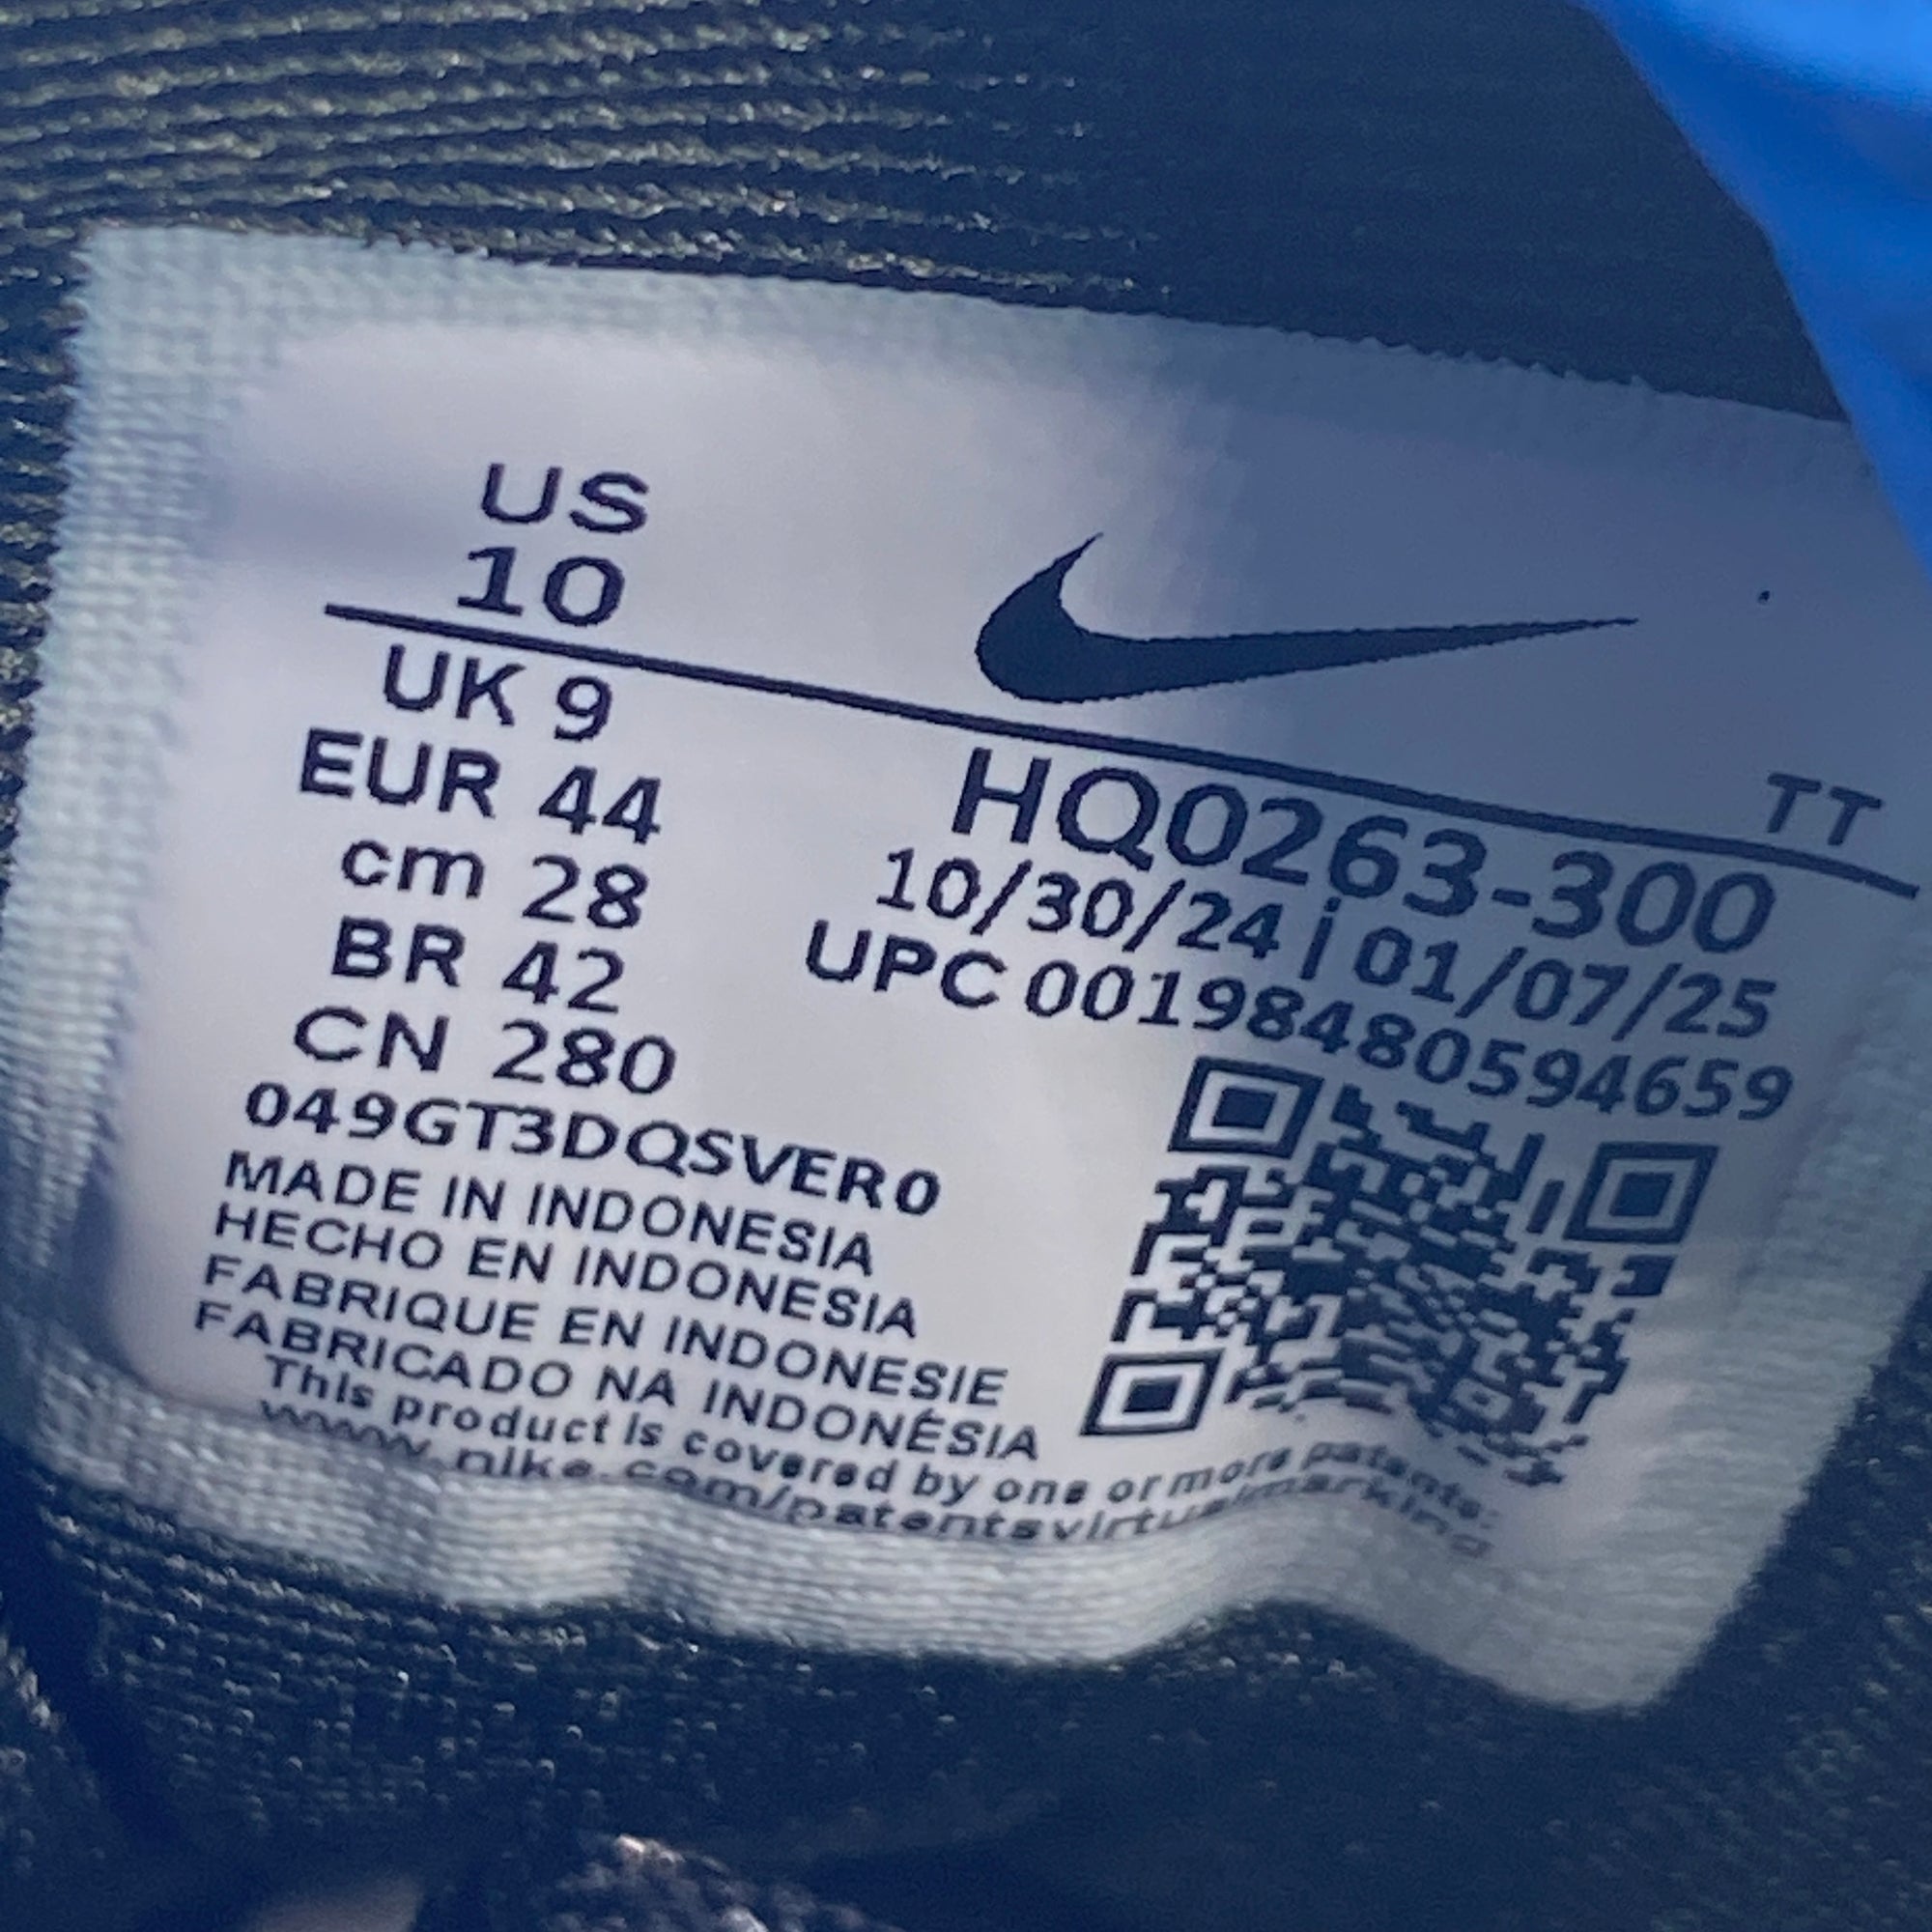 US
10
UK 9
EUR 44
cm 28
BR 42
CN 280
049GT3DQSVER0
MADE IN INDONESIA
HECHO EN INDONESIA
FABRIQUE EN INDONESIE
FABRICADO NA INDONÉSIA
This product is covered by one or more patents:
www.nike.com/patentsvirtualmarking
TT
HQ0263-300
10/30/24 | 01/07/25
UPC 00198480594659